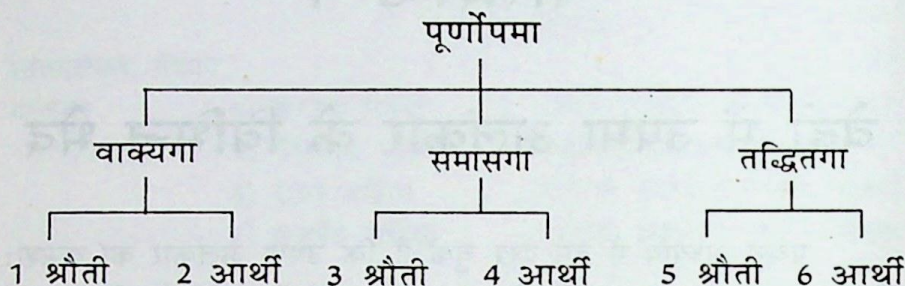 पूर्णोपमा
वाक्यगा समासगा तद्धितगा
1 श्रौती 2 आर्थी 3 श्रौती 4 आर्थी 5 श्रौती 6 आर्थी